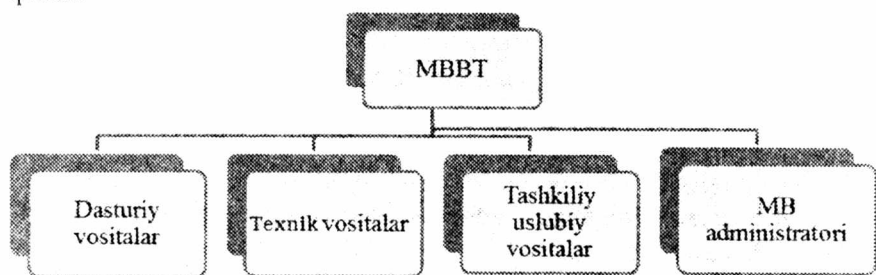 MBBT
Dasturiy
vositalar
Texnik vositalar
Tashkiliy
uslubiy
vositalar
MB
administratori